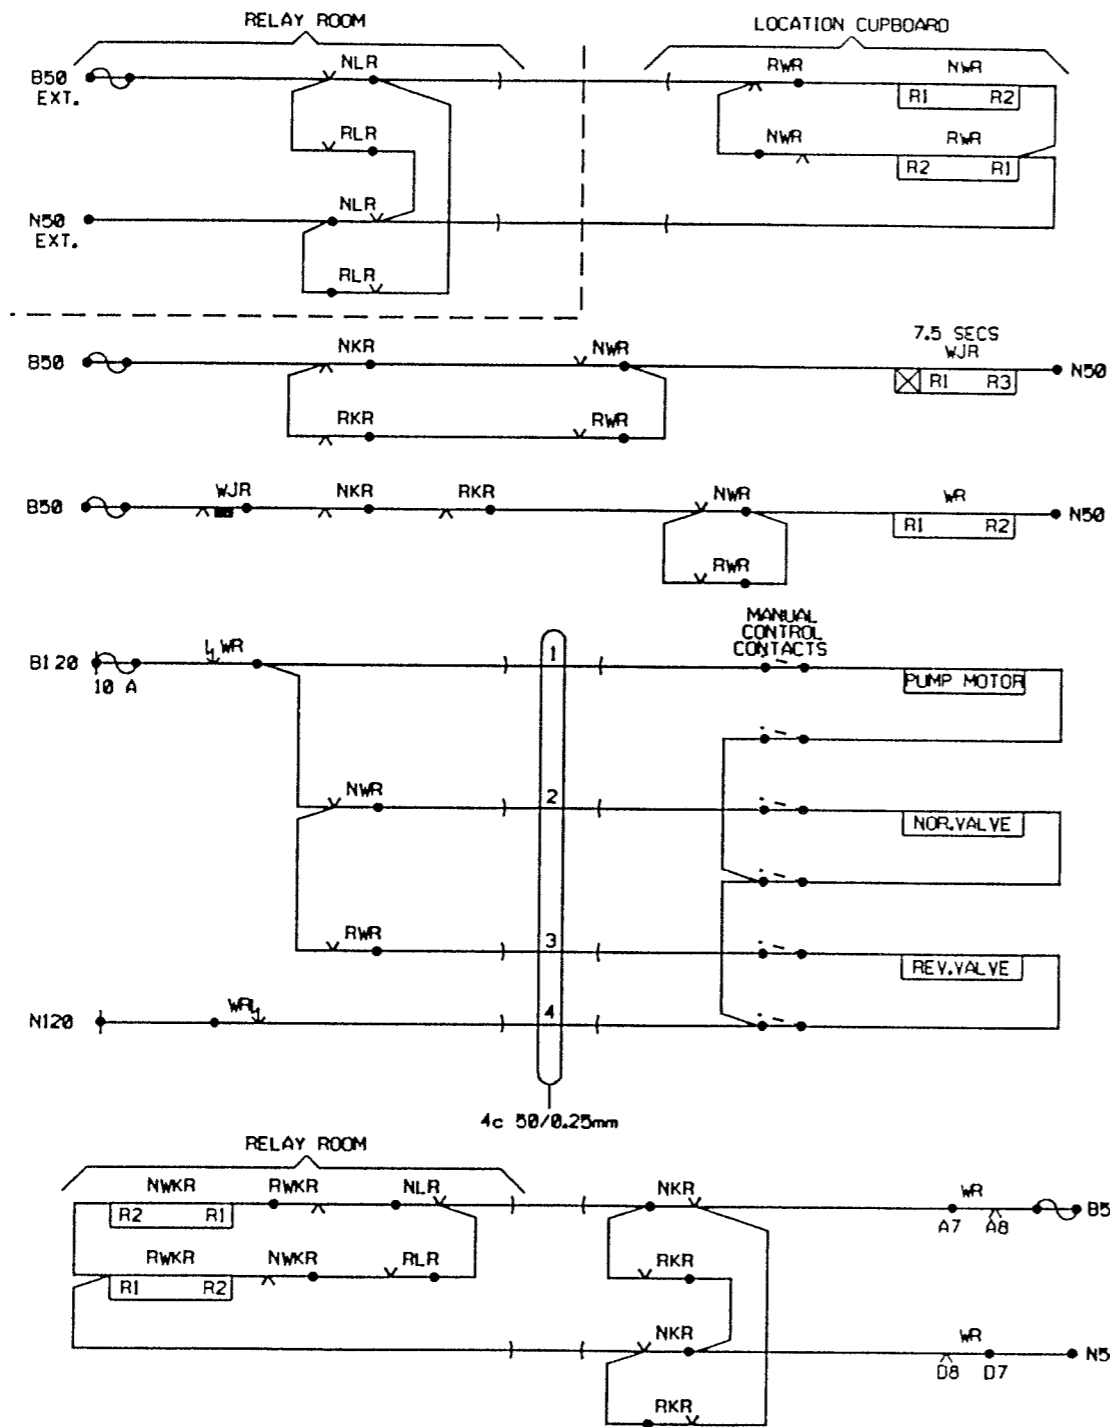 RELAY ROOM
LOCATION CUPBOARD
B50
EXT.
NLR
RWR
NWR
R1 R2
RLR
NWR
RWR
R2 R1
N50
EXT.
NLR
RLR
7.5 SECS
WJR
B50
NKR
NWR
R1 R3
N50
RKR
RWR
B50
WJR
NKR
RKR
NWR
WR
R1 R2
N50
RWR
MANUAL
CONTROL
CONTACTS
B120
10 A
WR
1
PUMP MOTOR
NWR
2
NOR.VALVE
RWR
3
REV.VALVE
N120
WR
4
4c 50/0.25mm
RELAY ROOM
NWKR
RWKR
NLR
NKR
WR
R2 R1
A7 A8
B5
RWKR
NWKR
RLR
RKR
R1 R2
NKR
WR
D8 D7
N5
RKR